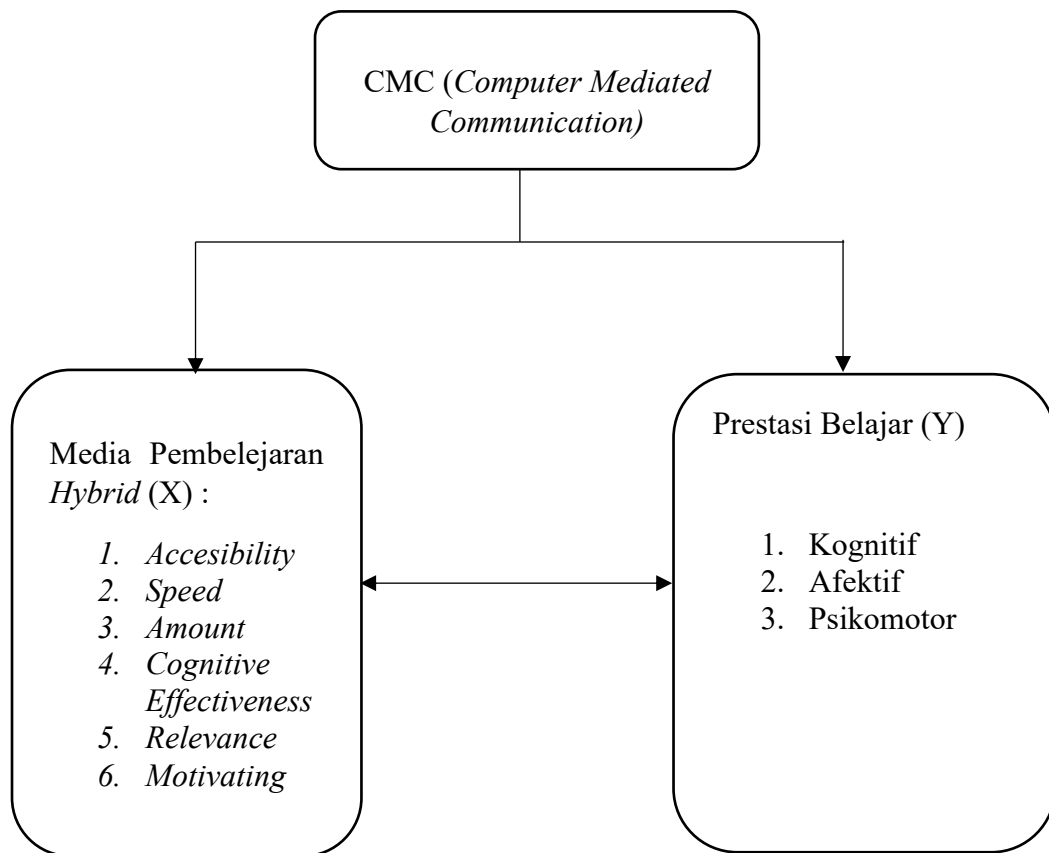 CMC (Computer Mediated
Communication)
Media Pembelejaran
Hybrid (X) :
1. Accesibility
2. Speed
3. Amount
4. Cognitive
Effectiveness
5. Relevance
6. Motivating
Prestasi Belajar (Y)
1. Kognitif
2. Afektif
3. Psikomotor